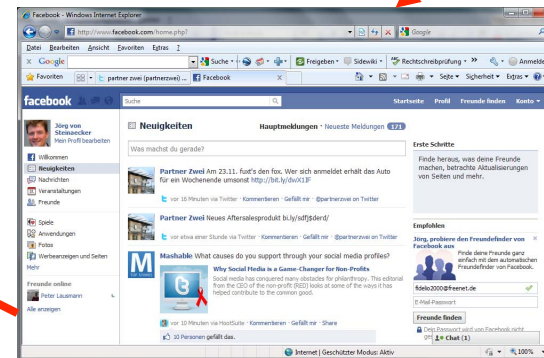 Facebook - Windows Internet Explorer
http://www.facebook.com/home.php?
Google
Datei Bearbeiten Ansicht Favoriten Extras ?
x Google Suche Freigeben Sidewiki Rechtschreibprüfung Anmelde
Favoriten partner zwei (partnerzwei) ... Facebook x Seite Sicherheit Extras
facebook Suche Startseite Profil Freunde finden Konto
Jörg von Steinaecker
Mein Profil bearbeiten
Willkommen
Neuigkeiten
Nachrichten
Veranstaltungen
Freunde
Spiele
Anwendungen
Fotos
Werbeanzeigen und Seiten
Mehr
Freunde online
Peter Lausmann
Alle anzeigen
Neuigkeiten Hauptmeldungen · Neueste Meldungen 171
Was machst du gerade?
Partner Zwei Am 23.11. fuxt's den fox. Wer sich anmeldet erhält das Auto
für ein Wochenende umsonst http://bit.ly/dwX1IF
vor 16 Minuten via Twitter · Kommentieren · Gefällt mir · @partnerzwei on Twitter
Partner Zwei Neues Aftersalesprodukt bi.ly/sdfj$derd/
vor etwa einer Stunde via Twitter · Kommentieren · Gefällt mir · @partnerzwei on Twitter
Mashable What causes do you support through your social media profiles?
Why Social Media is a Game-Changer for Non-Profits
Social media has conquered many obstacles for philanthropy. This editorial
from the CEO of the non-profit (RED) looks at some of the ways it has
helped contribute to the common good.
vor 10 Minuten via HootSuite · Kommentieren · Gefällt mir · Share
10 Personen gefällt das.
Erste Schritte
Finde heraus, was deine Freunde
machen, betrachte Aktualisierungen
von Seiten und mehr.
Empfohlen
Jörg, probiere den Freundefinder von
Facebook aus
Finde deine Freunde ganz
einfach mit dem automatischen
Freundefinder von Facebook.
fidelio2000@freenet.de
E-Mail-Passwort
Freunde finden
Dein Passwort wird von Facebook nicht
Chat (1)
Internet | Geschützter Modus: Aktiv 100%